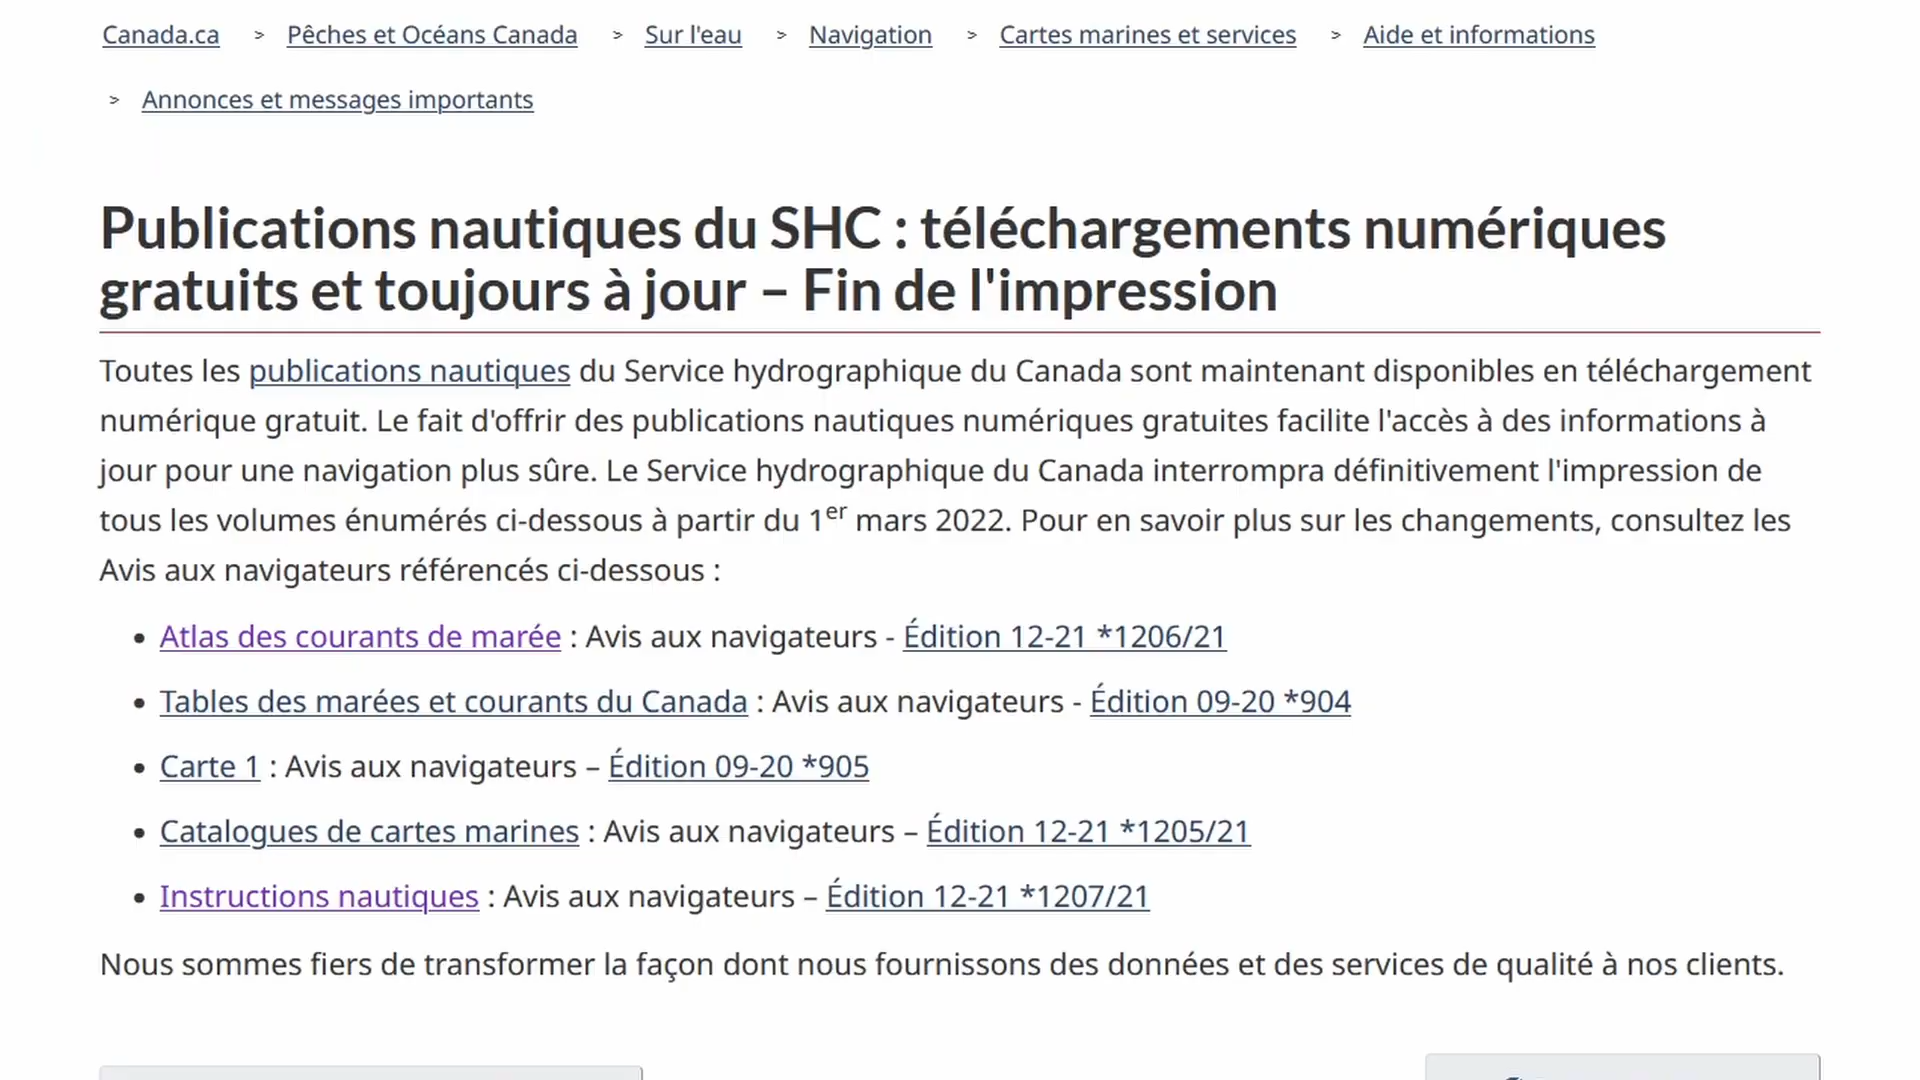 Canada.ca > Pêches et Océans Canada > Sur l'eau > Navigation > Cartes marines et services > Aide et informations
> Annonces et messages importants
Publications nautiques du SHC : téléchargements numériques
gratuits et toujours à jour – Fin de l'impression
Toutes les publications nautiques du Service hydrographique du Canada sont maintenant disponibles en téléchargement
numérique gratuit. Le fait d'offrir des publications nautiques numériques gratuites facilite l'accès à des informations à
jour pour une navigation plus sûre. Le Service hydrographique du Canada interrompra définitivement l'impression de
tous les volumes énumérés ci-dessous à partir du 1er mars 2022. Pour en savoir plus sur les changements, consultez les
Avis aux navigateurs référencés ci-dessous :
• Atlas des courants de marée : Avis aux navigateurs - Édition 12-21 *1206/21
• Tables des marées et courants du Canada : Avis aux navigateurs - Édition 09-20 *904
• Carte 1 : Avis aux navigateurs – Édition 09-20 *905
• Catalogues de cartes marines : Avis aux navigateurs – Édition 12-21 *1205/21
• Instructions nautiques : Avis aux navigateurs – Édition 12-21 *1207/21
Nous sommes fiers de transformer la façon dont nous fournissons des données et des services de qualité à nos clients.